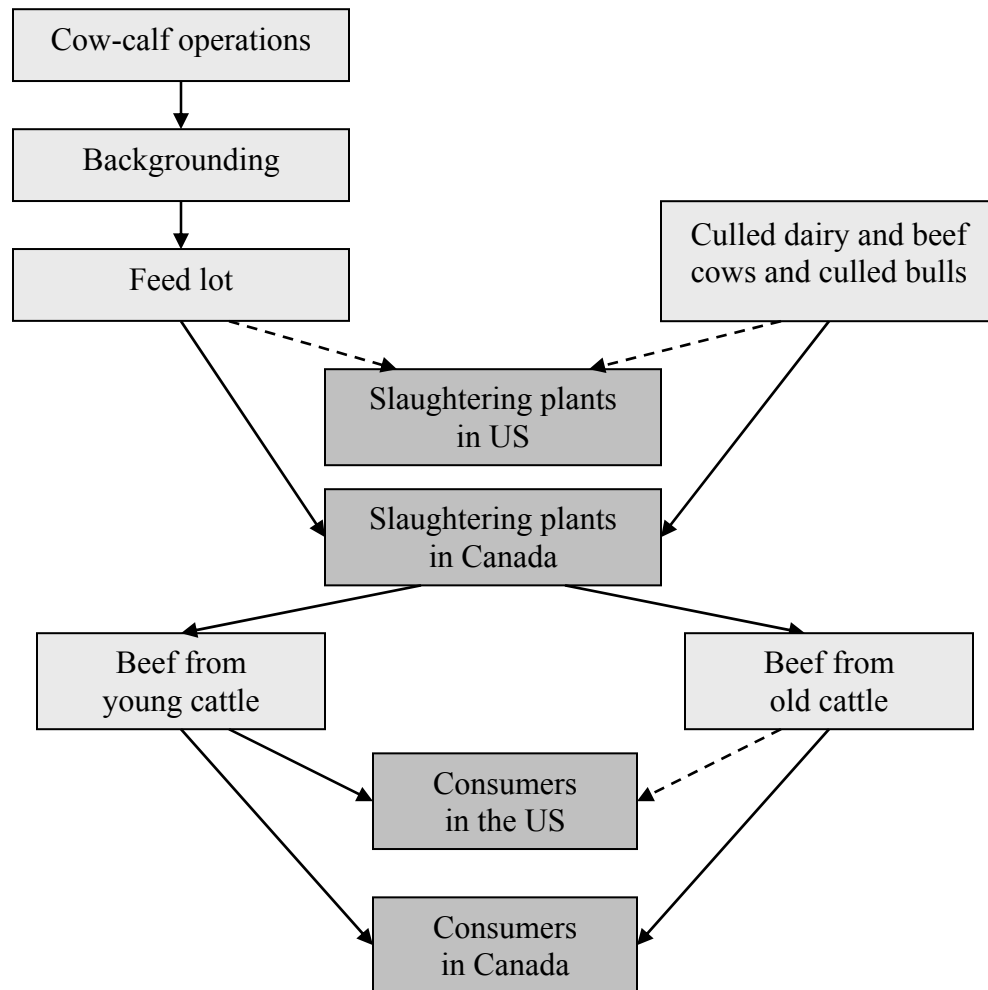 Cow-calf operations
Backgrounding
Feed lot
Culled dairy and beef
cows and culled bulls
Slaughtering plants
in US
Slaughtering plants
in Canada
Beef from
young cattle
Beef from
old cattle
Consumers
in the US
Consumers
in Canada